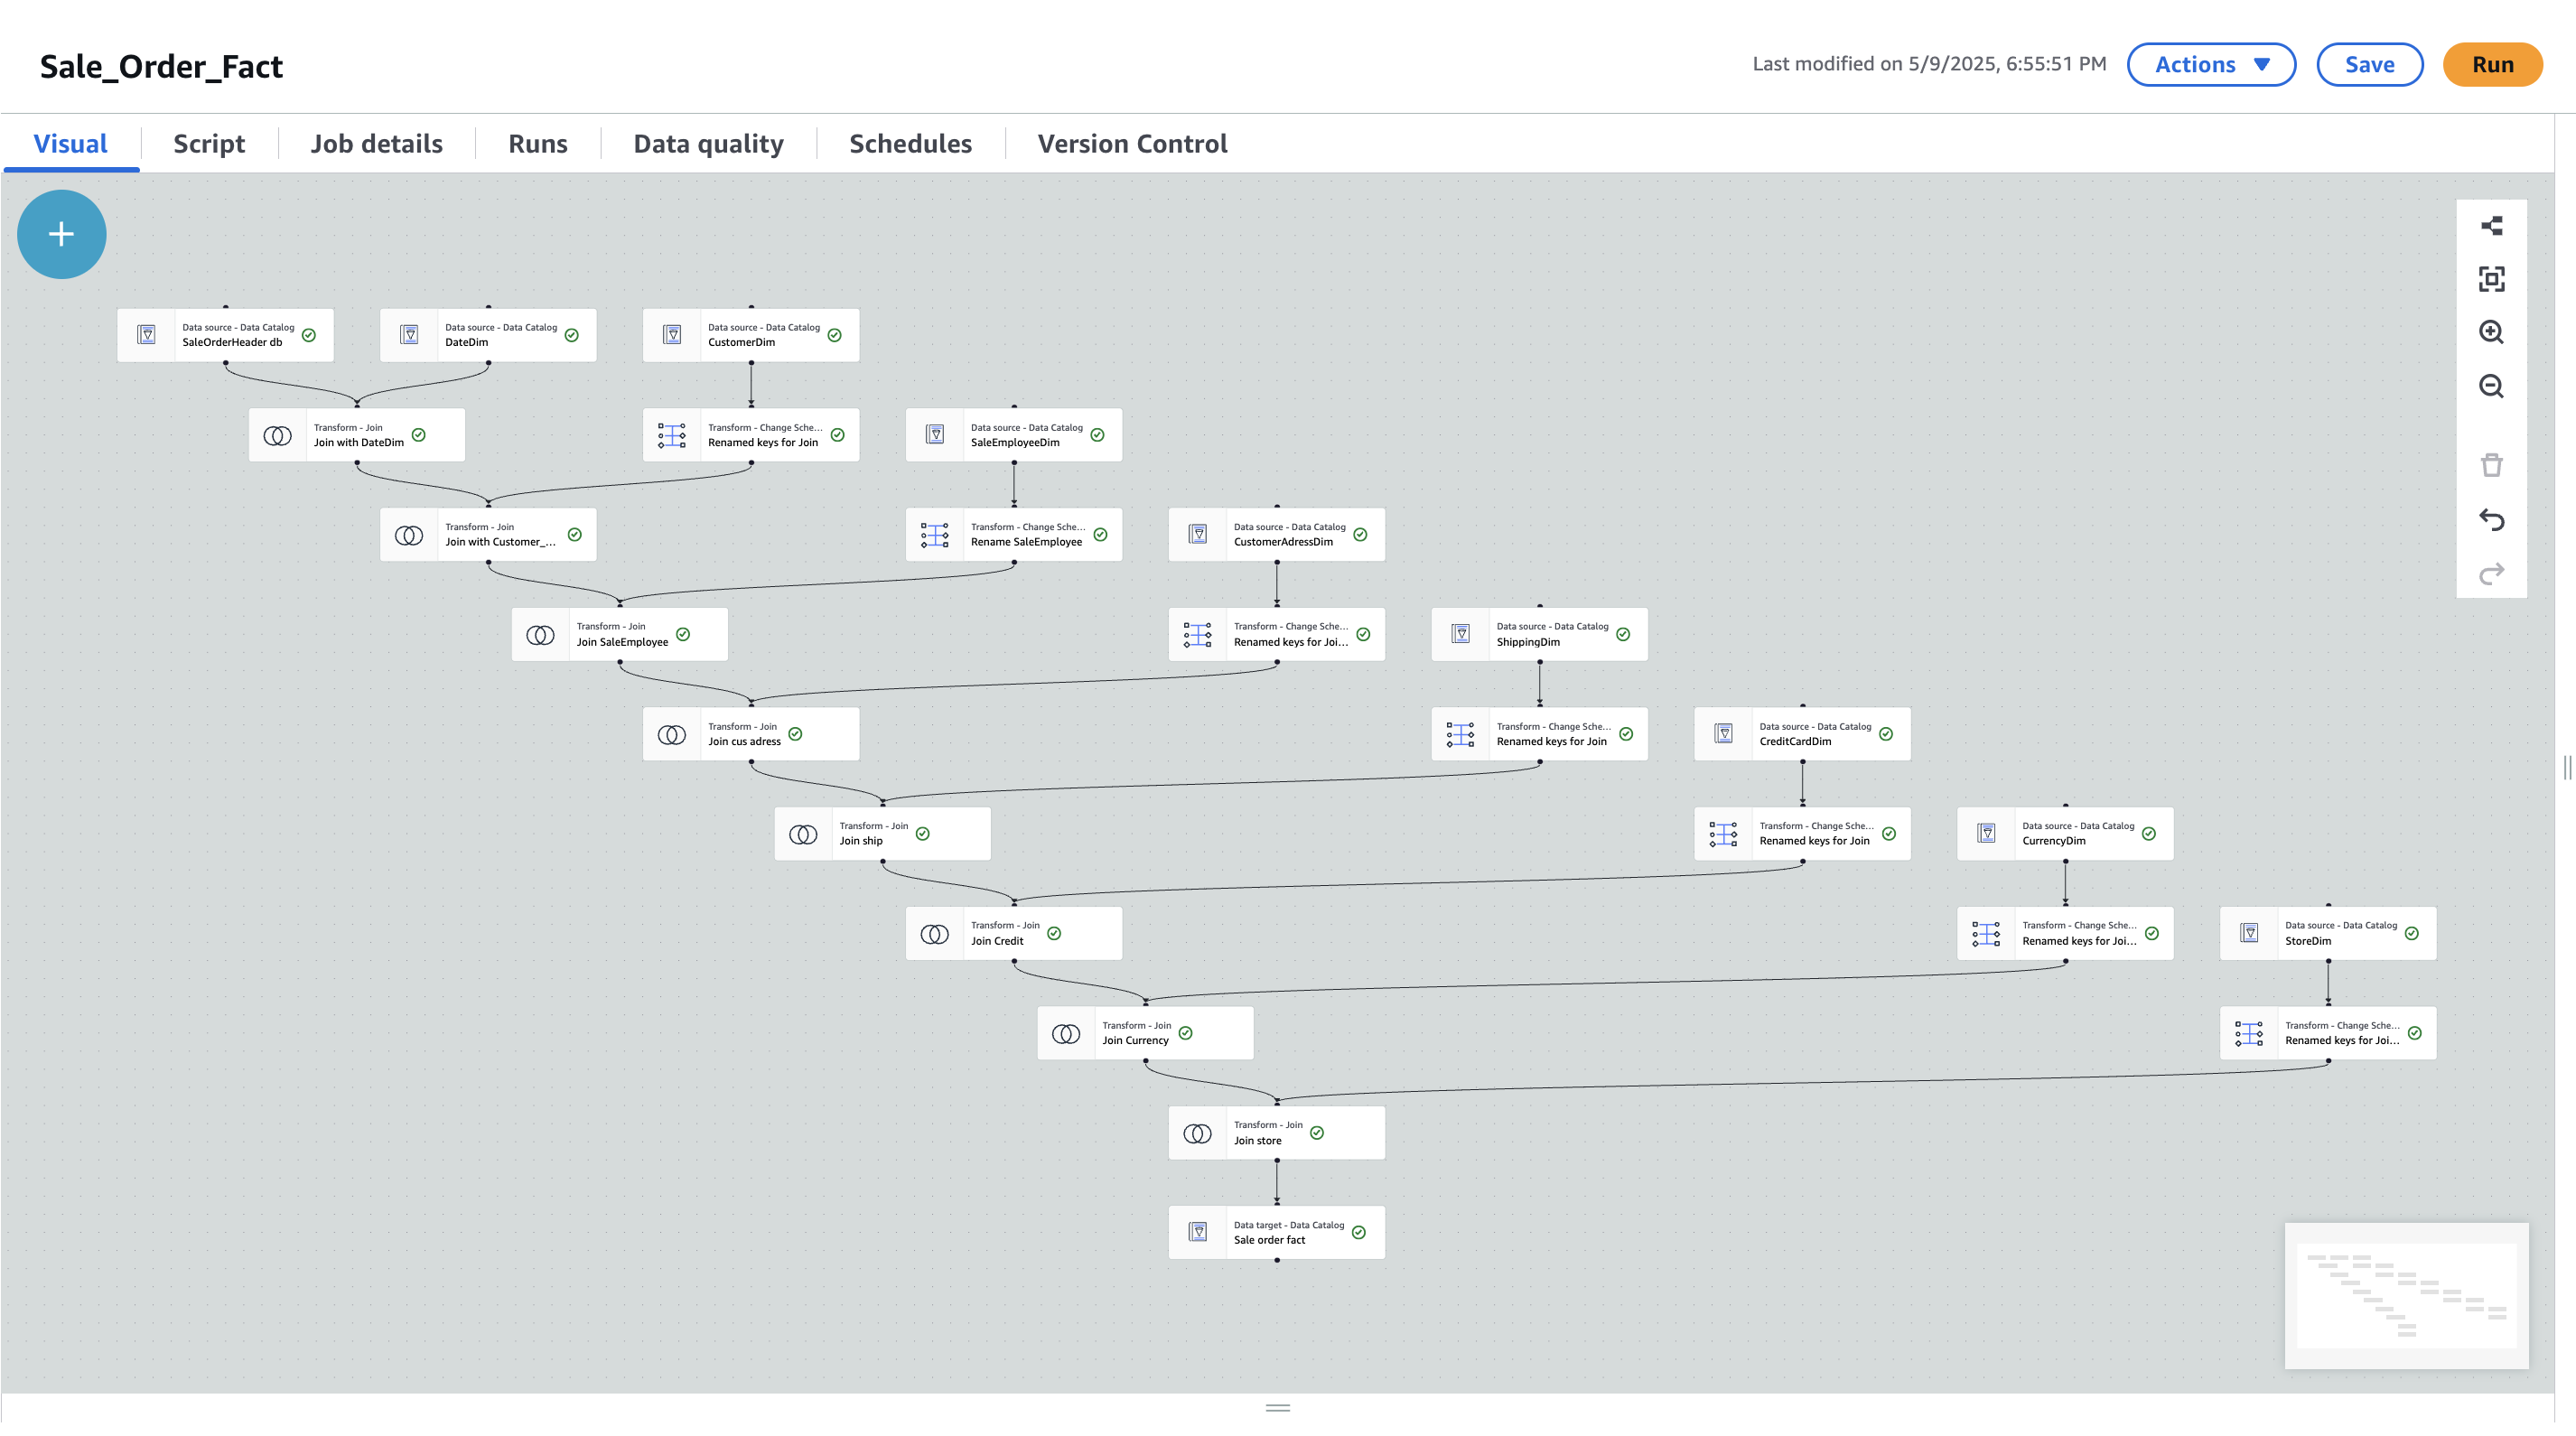 Sale_Order_Fact
Last modified on 5/9/2025, 6:55:51 PM
Actions
Save
Run
Visual
Script
Job details
Runs
Data quality
Schedules
Version Control
Data source - Data Catalog
SaleOrderHeader db
Data source - Data Catalog
DateDim
Data source - Data Catalog
CustomerDim
Transform - Join
Join with DateDim
Transform - Change Sche...
Renamed keys for Join
Data source - Data Catalog
SaleEmployeeDim
Transform - Join
Join with Customer_...
Transform - Change Sche...
Rename SaleEmployee
Data source - Data Catalog
CustomerAdressDim
Transform - Join
Join SaleEmployee
Transform - Change Sche...
Renamed keys for Joi...
Data source - Data Catalog
ShippingDim
Transform - Join
Join cus adress
Transform - Change Sche...
Renamed keys for Join
Data source - Data Catalog
CreditCardDim
Transform - Join
Join ship
Transform - Change Sche...
Renamed keys for Join
Data source - Data Catalog
CurrencyDim
Transform - Join
Join Credit
Transform - Change Sche...
Renamed keys for Joi...
Data source - Data Catalog
StoreDim
Transform - Join
Join Currency
Transform - Change Sche...
Renamed keys for Joi...
Transform - Join
Join store
Data target - Data Catalog
Sale order fact